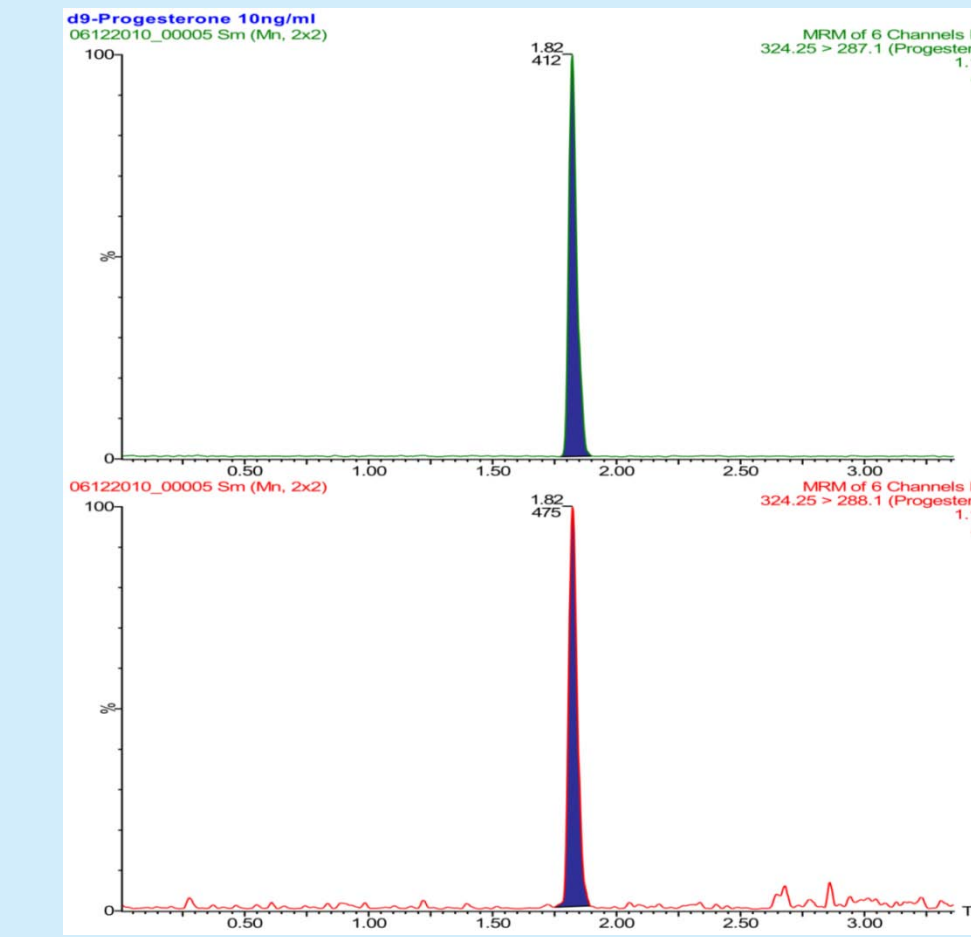 d9-Progesterone 10ng/ml
06122010_00005 Sm (Mn, 2x2)
MRM of 6 Channels
324.25 > 287.1 (Progester
1.
1.82
412
100
%
0
0.50 1.00 1.50 2.00 2.50 3.00
06122010_00005 Sm (Mn, 2x2)
MRM of 6 Channels
324.25 > 288.1 (Progester
1.
1.82
475
100
%
0
0.50 1.00 1.50 2.00 2.50 3.00
T